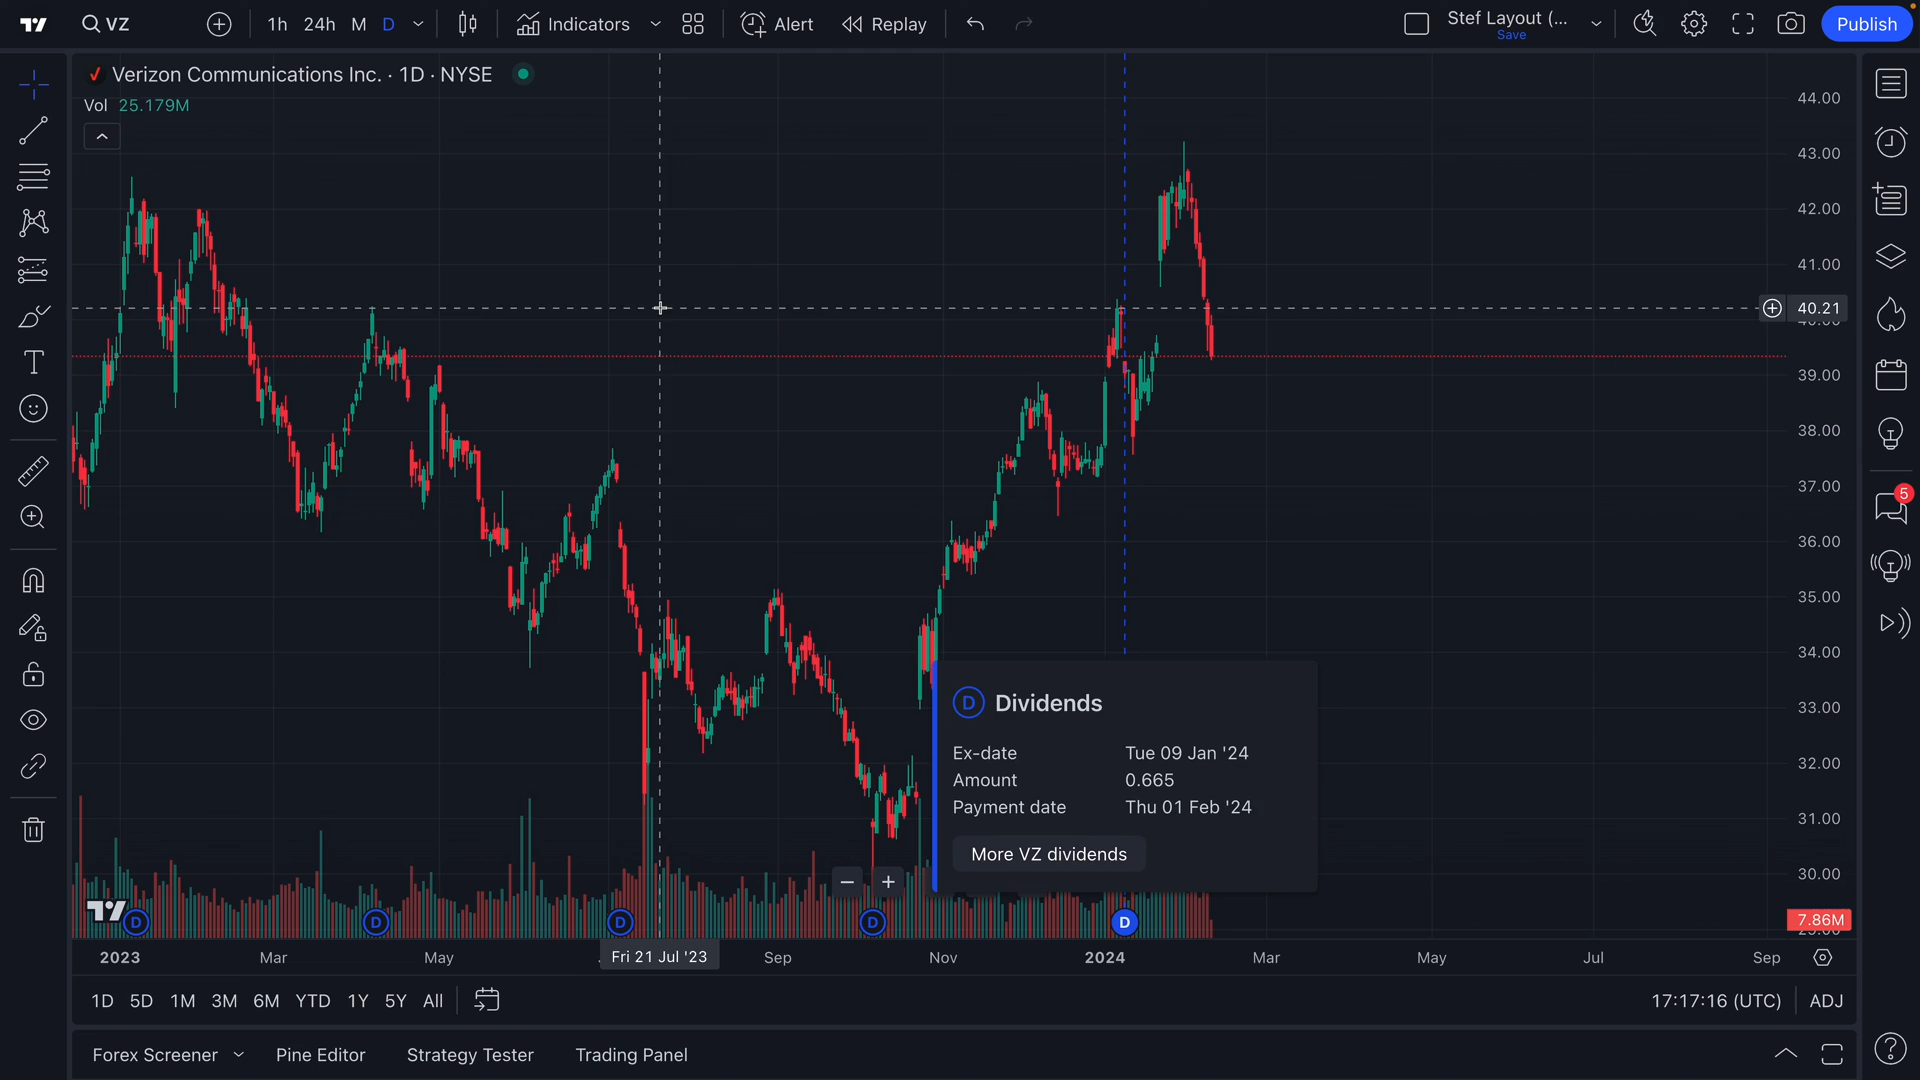 VZ
1h 24h M D
Indicators
Alert
Replay
Stef Layout (...
Save
Publish
Verizon Communications Inc. · 1D · NYSE
Vol 25.179M
44.00
43.00
42.00
41.00
40.21
39.00
38.00
37.00
36.00
35.00
34.00
33.00
32.00
31.00
30.00
7.86M
5
D Dividends
Ex-date Tue 09 Jan '24
Amount 0.665
Payment date Thu 01 Feb '24
More VZ dividends
D D D D D
2023 Mar May Fri 21 Jul '23 Sep Nov 2024 Mar May Jul Sep
1D 5D 1M 3M 6M YTD 1Y 5Y All
17:17:16 (UTC) ADJ
Forex Screener Pine Editor Strategy Tester Trading Panel